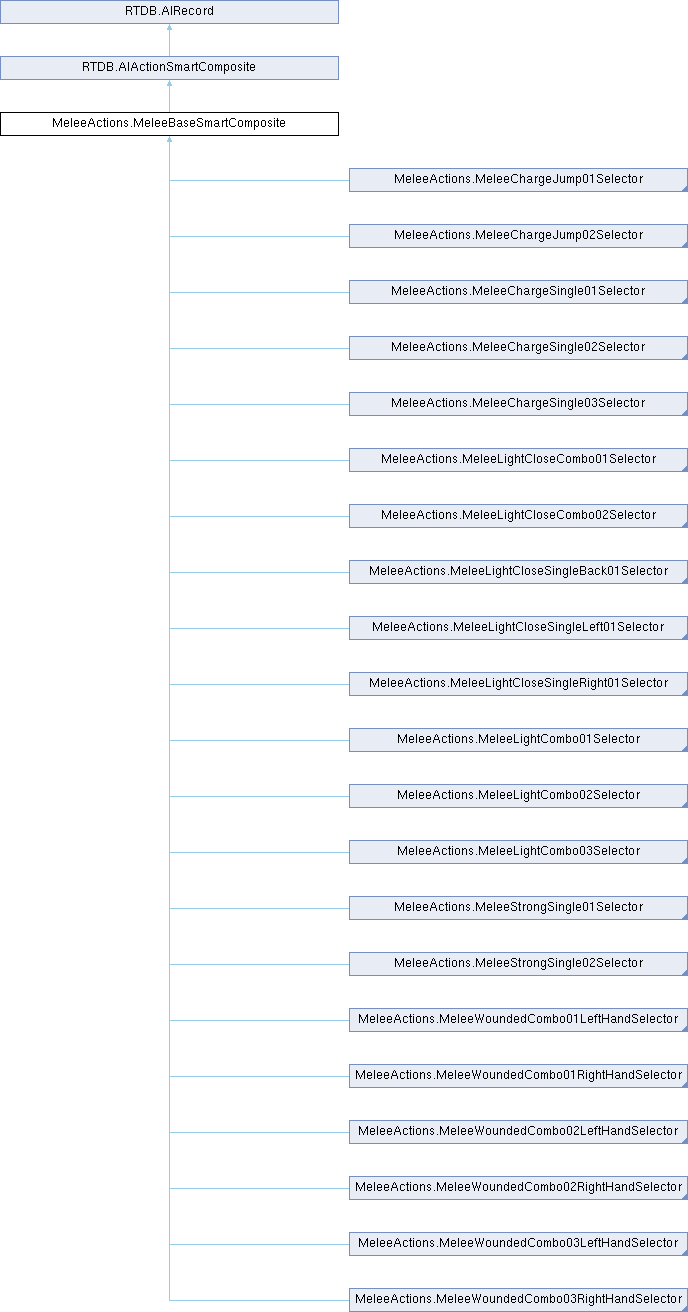 RTDB.AIRecord
RTDB.AIActionSmartComposite
MeleeActions.MeleeBaseSmartComposite
MeleeActions.MeleeChargeJump01Selector
MeleeActions.MeleeChargeJump02Selector
MeleeActions.MeleeChargeSingle01Selector
MeleeActions.MeleeChargeSingle02Selector
MeleeActions.MeleeChargeSingle03Selector
MeleeActions.MeleeLightCloseCombo01Selector
MeleeActions.MeleeLightCloseCombo02Selector
MeleeActions.MeleeLightCloseSingleBack01Selector
MeleeActions.MeleeLightCloseSingleLeft01Selector
MeleeActions.MeleeLightCloseSingleRight01Selector
MeleeActions.MeleeLightCombo01Selector
MeleeActions.MeleeLightCombo02Selector
MeleeActions.MeleeLightCombo03Selector
MeleeActions.MeleeStrongSingle01Selector
MeleeActions.MeleeStrongSingle02Selector
MeleeActions.MeleeWoundedCombo01LeftHandSelector
MeleeActions.MeleeWoundedCombo01RightHandSelector
MeleeActions.MeleeWoundedCombo02LeftHandSelector
MeleeActions.MeleeWoundedCombo02RightHandSelector
MeleeActions.MeleeWoundedCombo03LeftHandSelector
MeleeActions.MeleeWoundedCombo03RightHandSelector